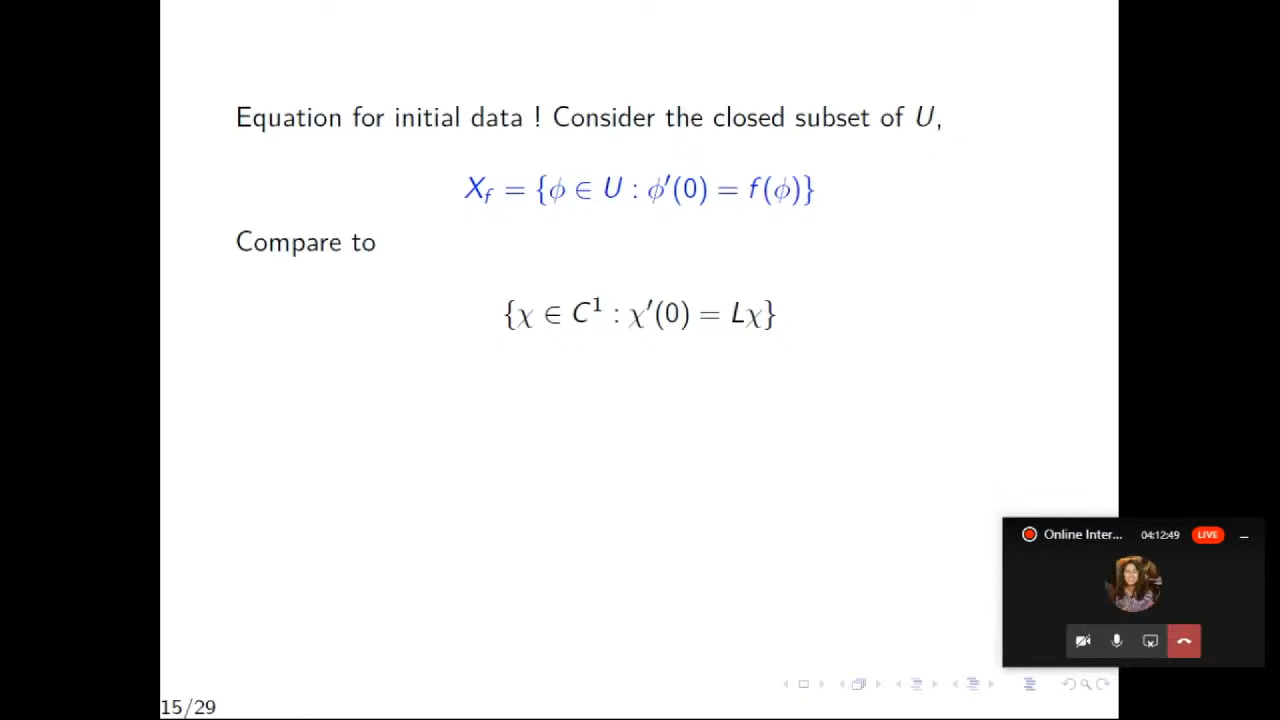 Equation for initial data ! Consider the closed subset of U,
X_f = {ϕ ∈ U : ϕ′(0) = f(ϕ)}
Compare to
{χ ∈ C¹ : χ′(0) = Lχ}
Online Inter... 04:12:49 LIVE
15/29